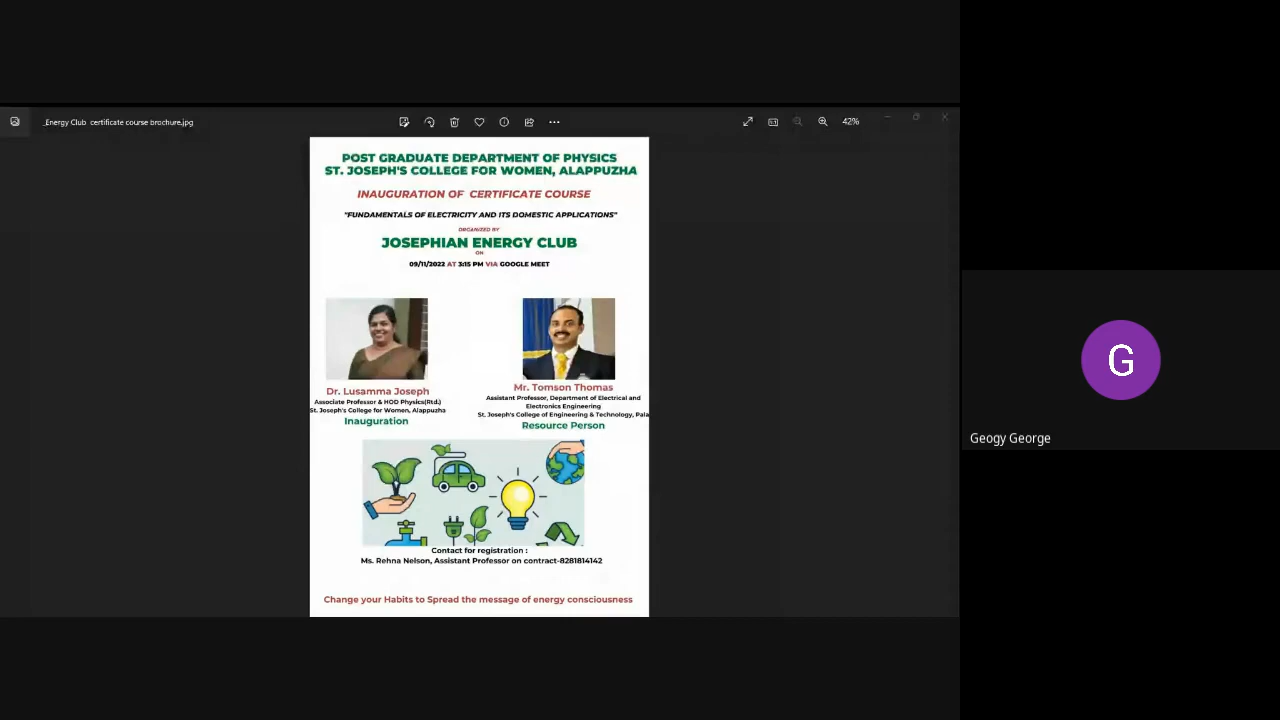 _Energy Club certificate course brochure.jpg
42%
POST GRADUATE DEPARTMENT OF PHYSICS
ST. JOSEPH'S COLLEGE FOR WOMEN, ALAPPUZHA
INAUGURATION OF CERTIFICATE COURSE
"FUNDAMENTALS OF ELECTRICITY AND ITS DOMESTIC APPLICATIONS"
ORGANIZED BY
JOSEPHIAN ENERGY CLUB
ON
09/11/2022 AT 3:15 PM VIA GOOGLE MEET
Dr. Lusamma Joseph
Associate Professor & HOD Physics(Rtd.)
St. Joseph's College for Women, Alappuzha
Inauguration
Mr. Tomson Thomas
Assistant Professor, Department of Electrical and
Electronics Engineering
St. Joseph's College of Engineering & Technology, Pala
Resource Person
Contact for registration :
Ms. Rehna Nelson, Assistant Professor on contract-8281814142
Change your Habits to Spread the message of energy consciousness
G
Geogy George